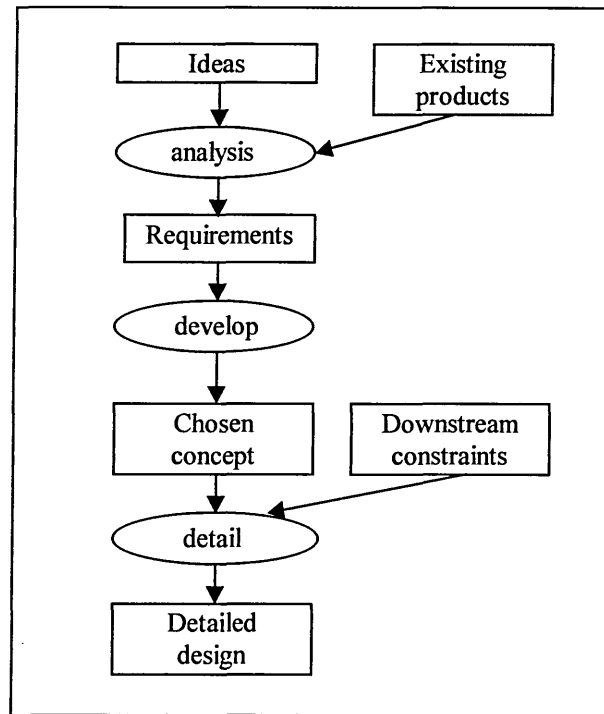 Ideas
Existing
products
analysis
Requirements
develop
Chosen
concept
Downstream
constraints
detail
Detailed
design